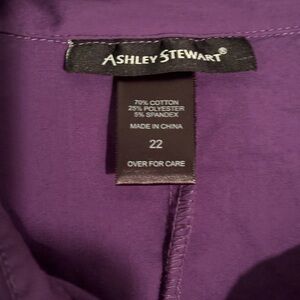 ASHLEY STEWART®
70% COTTON
25% POLYESTER
5% SPANDEX
MADE IN CHINA
22
OVER FOR CARE